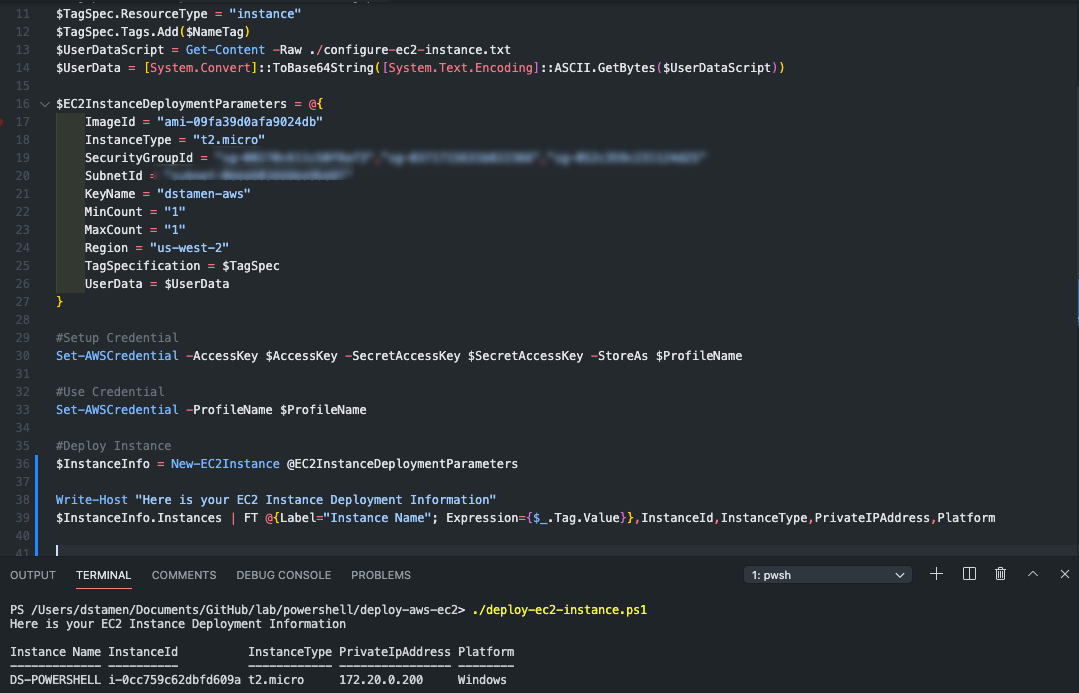 11 $TagSpec.ResourceType = "instance"
12 $TagSpec.Tags.Add($NameTag)
13 $UserDataScript = Get-Content -Raw ./configure-ec2-instance.txt
14 $UserData = [System.Convert]::ToBase64String([System.Text.Encoding]::ASCII.GetBytes($UserDataScript))
15
16 $EC2InstanceDeploymentParameters = @{
17 ImageId = "ami-09fa39d0afa9024db"
18 InstanceType = "t2.micro"
19 SecurityGroupId =
20 SubnetId =
21 KeyName = "dstamen-aws"
22 MinCount = "1"
23 MaxCount = "1"
24 Region = "us-west-2"
25 TagSpecification = $TagSpec
26 UserData = $UserData
27 }
28
29 #Setup Credential
30 Set-AWSCredential -AccessKey $AccessKey -SecretAccessKey $SecretAccessKey -StoreAs $ProfileName
31
32 #Use Credential
33 Set-AWSCredential -ProfileName $ProfileName
34
35 #Deploy Instance
36 $InstanceInfo = New-EC2Instance @EC2InstanceDeploymentParameters
37
38 Write-Host "Here is your EC2 Instance Deployment Information"
39 $InstanceInfo.Instances | FT @{Label="Instance Name"; Expression={$_.Tag.Value}},InstanceId,InstanceType,PrivateIPAddress,Platform
40
41
OUTPUT TERMINAL COMMENTS DEBUG CONSOLE PROBLEMS 1: pwsh
PS /Users/dstamen/Documents/GitHub/lab/powershell/deploy-aws-ec2> ./deploy-ec2-instance.ps1
Here is your EC2 Instance Deployment Information
Instance Name InstanceId InstanceType PrivateIpAddress Platform
------------- ---------- ------------ ---------------- --------
DS-POWERSHELL i-0cc759c62dbfd609a t2.micro 172.20.0.200 Windows